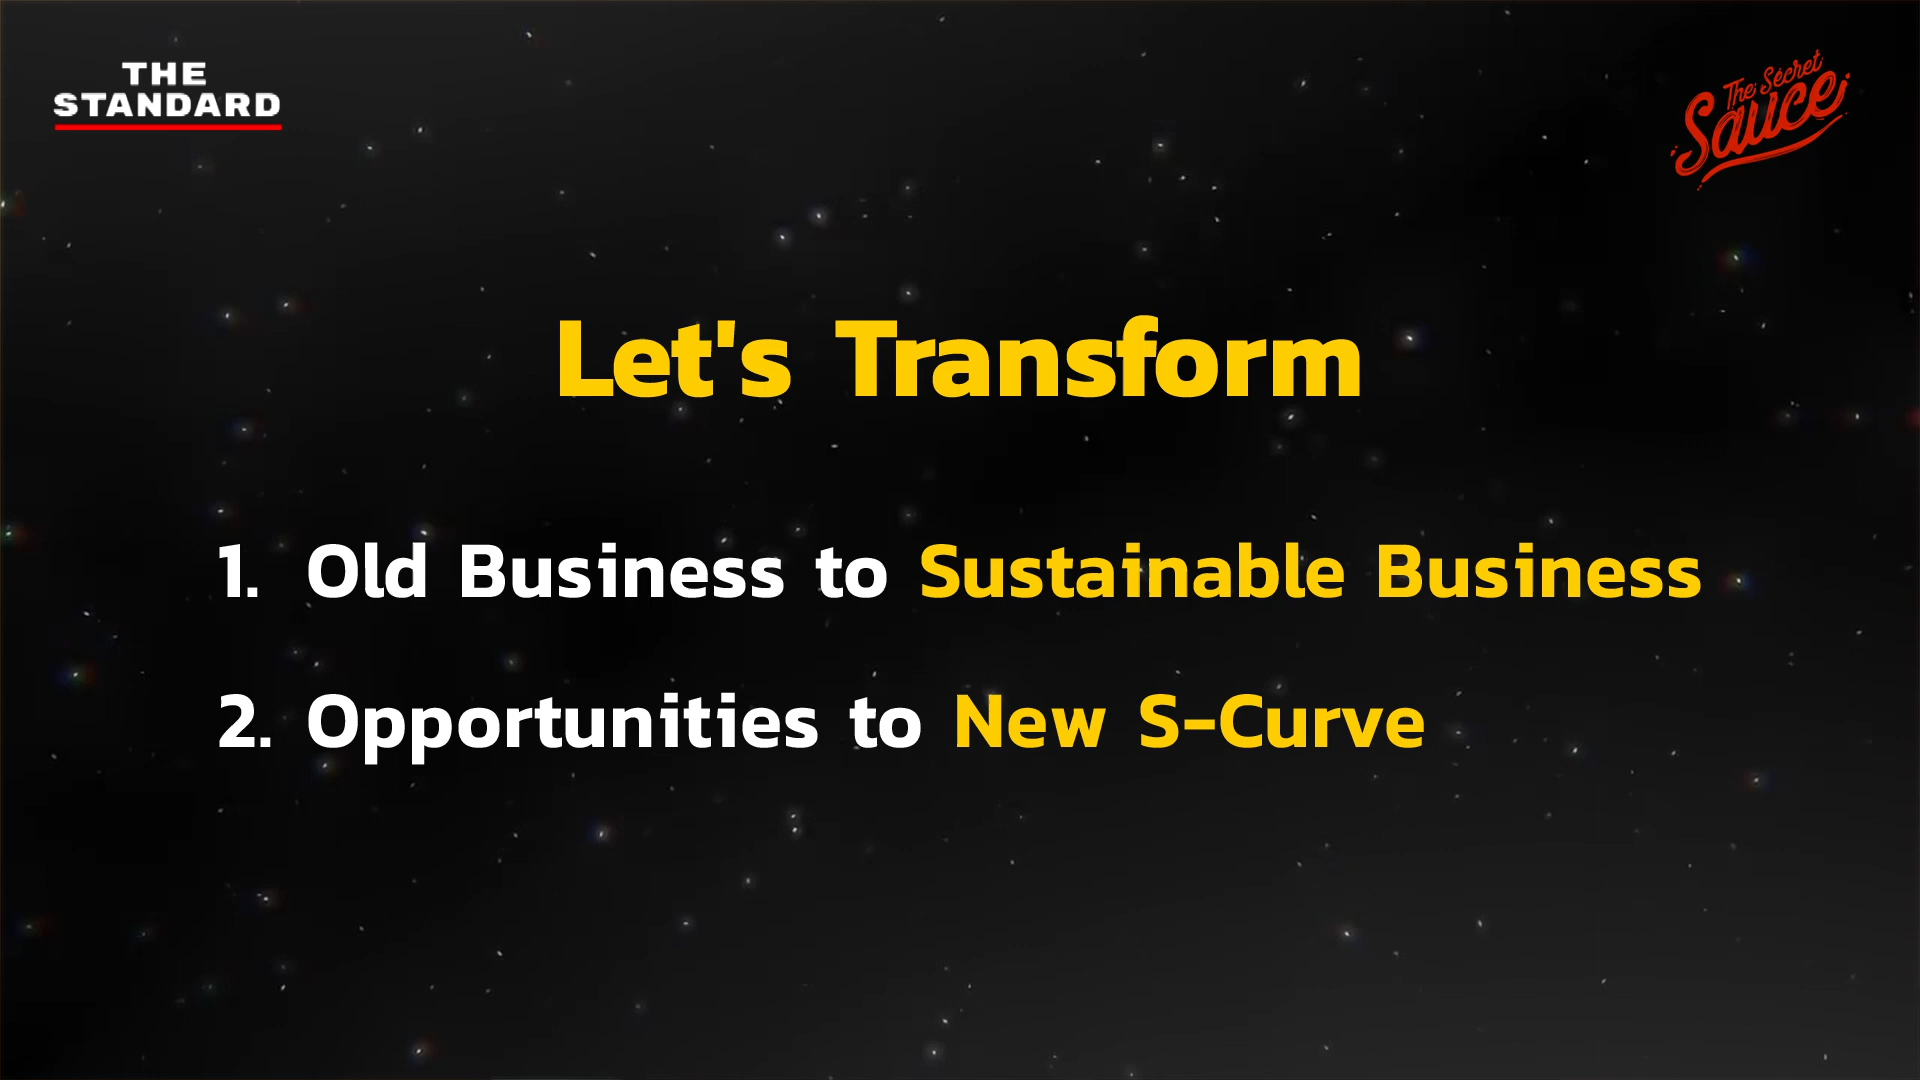 THE
STANDARD
The Secret
Sauce
Let's Transform
1. Old Business to Sustainable Business
2. Opportunities to New S-Curve